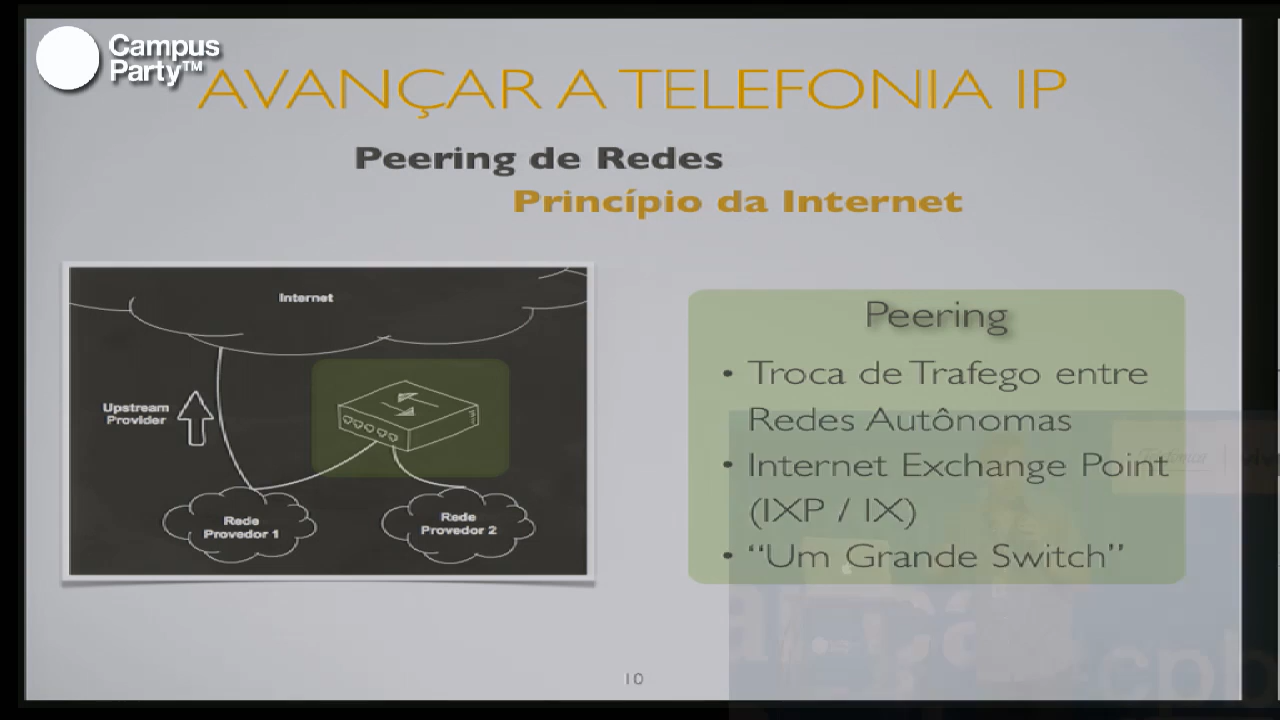 Campus
Party™
AVANÇAR A TELEFONIA IP
Peering de Redes
Princípio da Internet
Internet
Upstream
Provider
Rede
Provedor 1
Rede
Provedor 2
Peering
• Troca de Trafego entre
Redes Autônomas
• Internet Exchange Point
(IXP / IX)
• “Um Grande Switch”
cpb
10